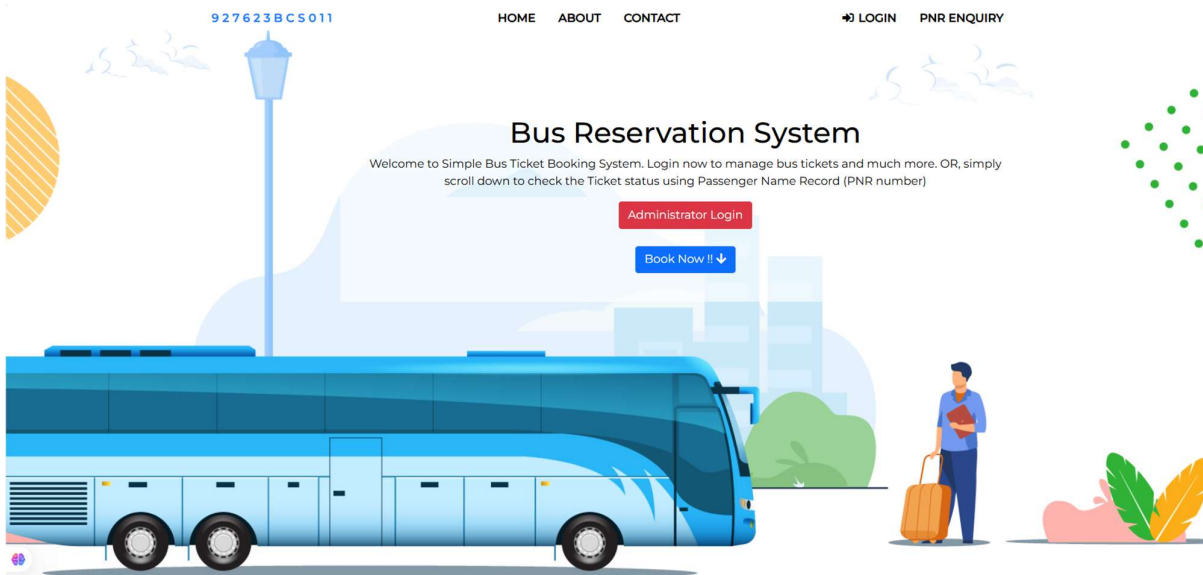 927623BCS011
HOME ABOUT CONTACT
LOGIN PNR ENQUIRY
Bus Reservation System
Welcome to Simple Bus Ticket Booking System. Login now to manage bus tickets and much more. OR, simply
scroll down to check the Ticket status using Passenger Name Record (PNR number)
Administrator Login
Book Now !!